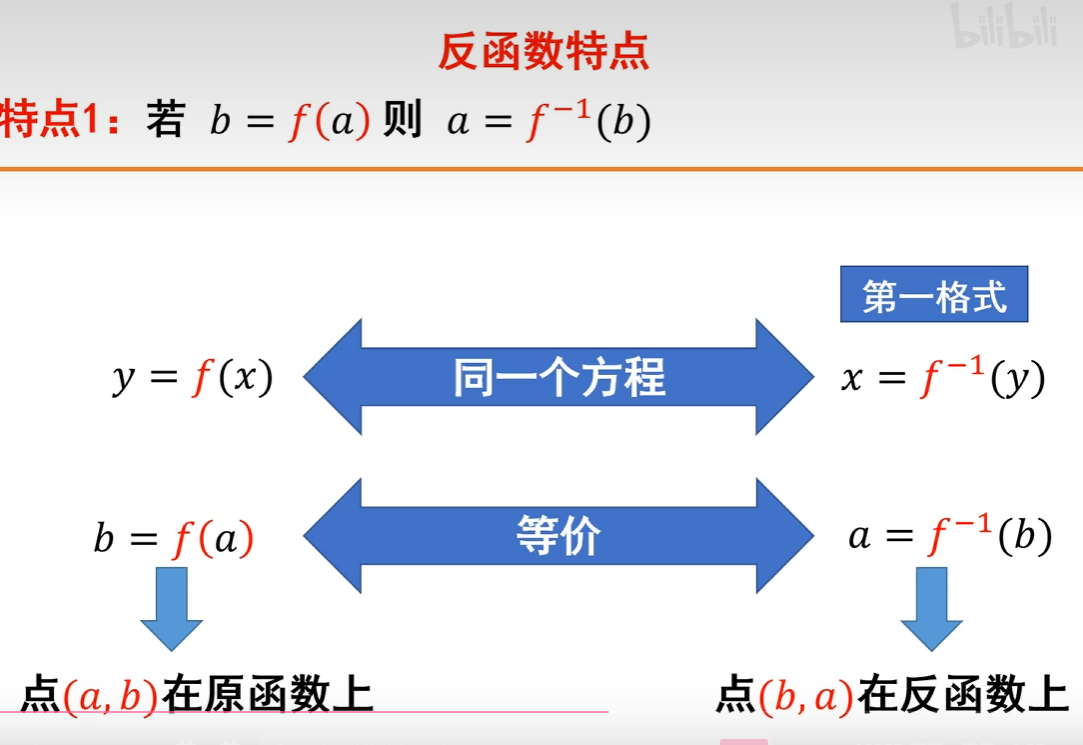 bilibili
反函数特点
特点1：若 b = f(a) 则 a = f⁻¹(b)
第一格式
y = f(x) 同一个方程 x = f⁻¹(y)
b = f(a) 等价 a = f⁻¹(b)
点(a, b)在原函数上 点(b, a)在反函数上